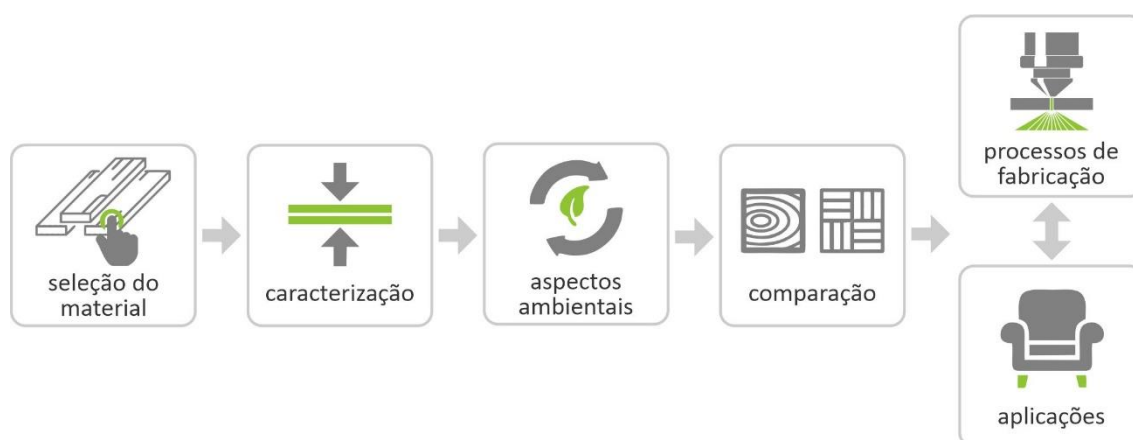 seleção do
material
caracterização
aspectos
ambientais
comparação
processos de
fabricação
aplicações